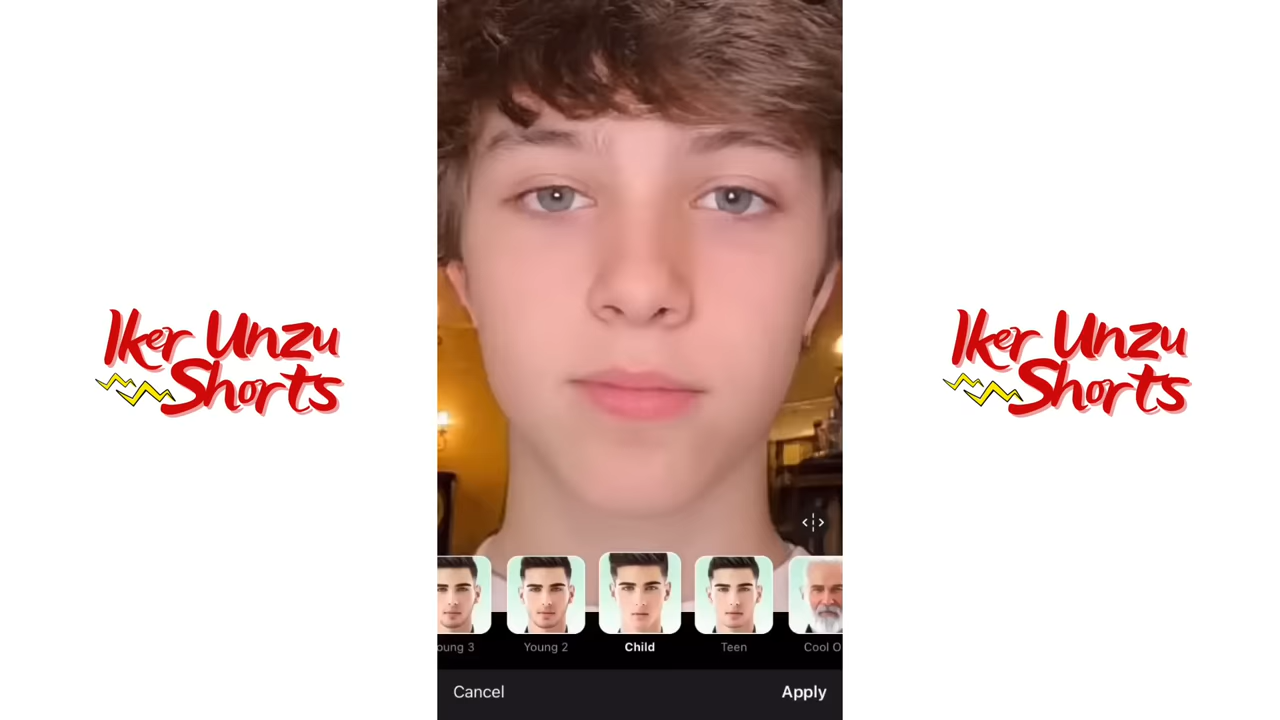 Iker Unzu
Shorts
oung 3
Young 2
Child
Teen
Cool O
Cancel
Apply
Iker Unzu
Shorts